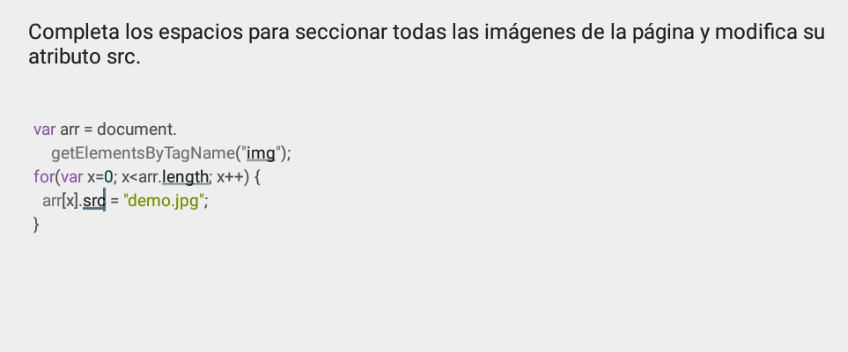 Completa los espacios para seccionar todas las imágenes de la página y modifica su
atributo src.
var arr = document.
getElementsByTagName("img");
for(var x=0; x<arr.length; x++) {
arr[x].src = "demo.jpg";
}